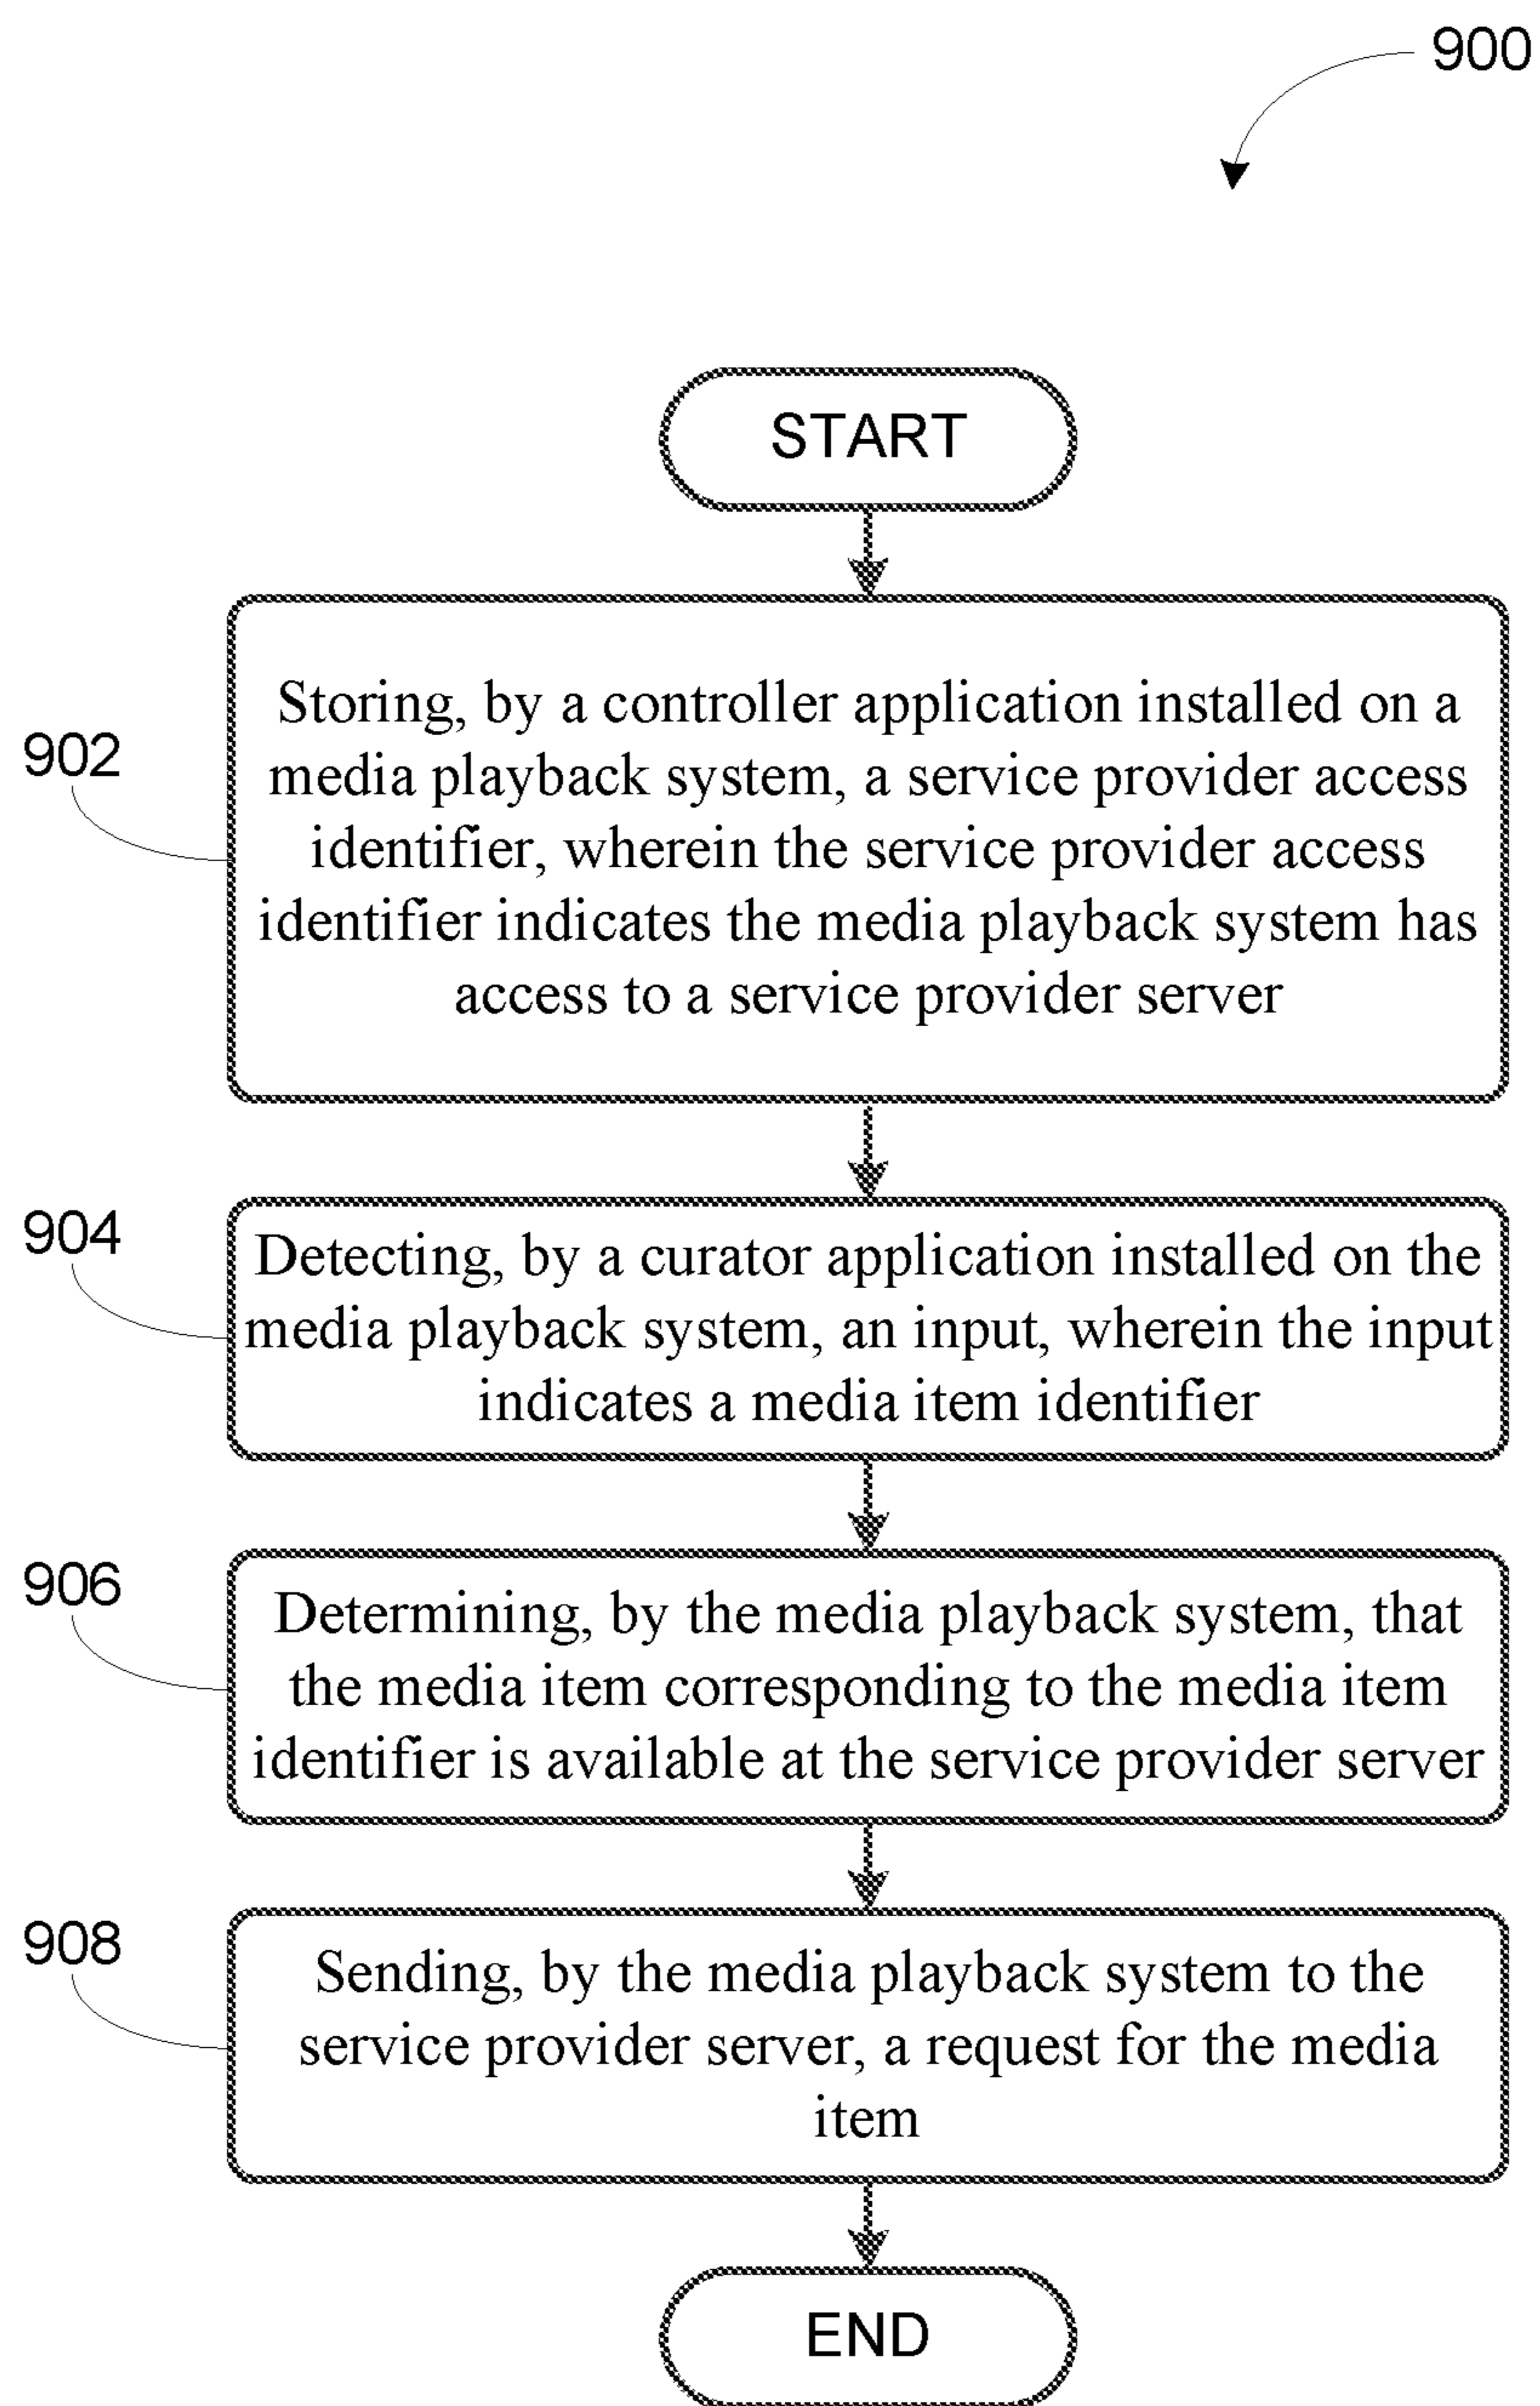 900
START
902
Storing, by a controller application installed on a
media playback system, a service provider access
identifier, wherein the service provider access
identifier indicates the media playback system has
access to a service provider server
904
Detecting, by a curator application installed on the
media playback system, an input, wherein the input
indicates a media item identifier
906
Determining, by the media playback system, that
the media item corresponding to the media item
identifier is available at the service provider server
908
Sending, by the media playback system to the
service provider server, a request for the media
item
END